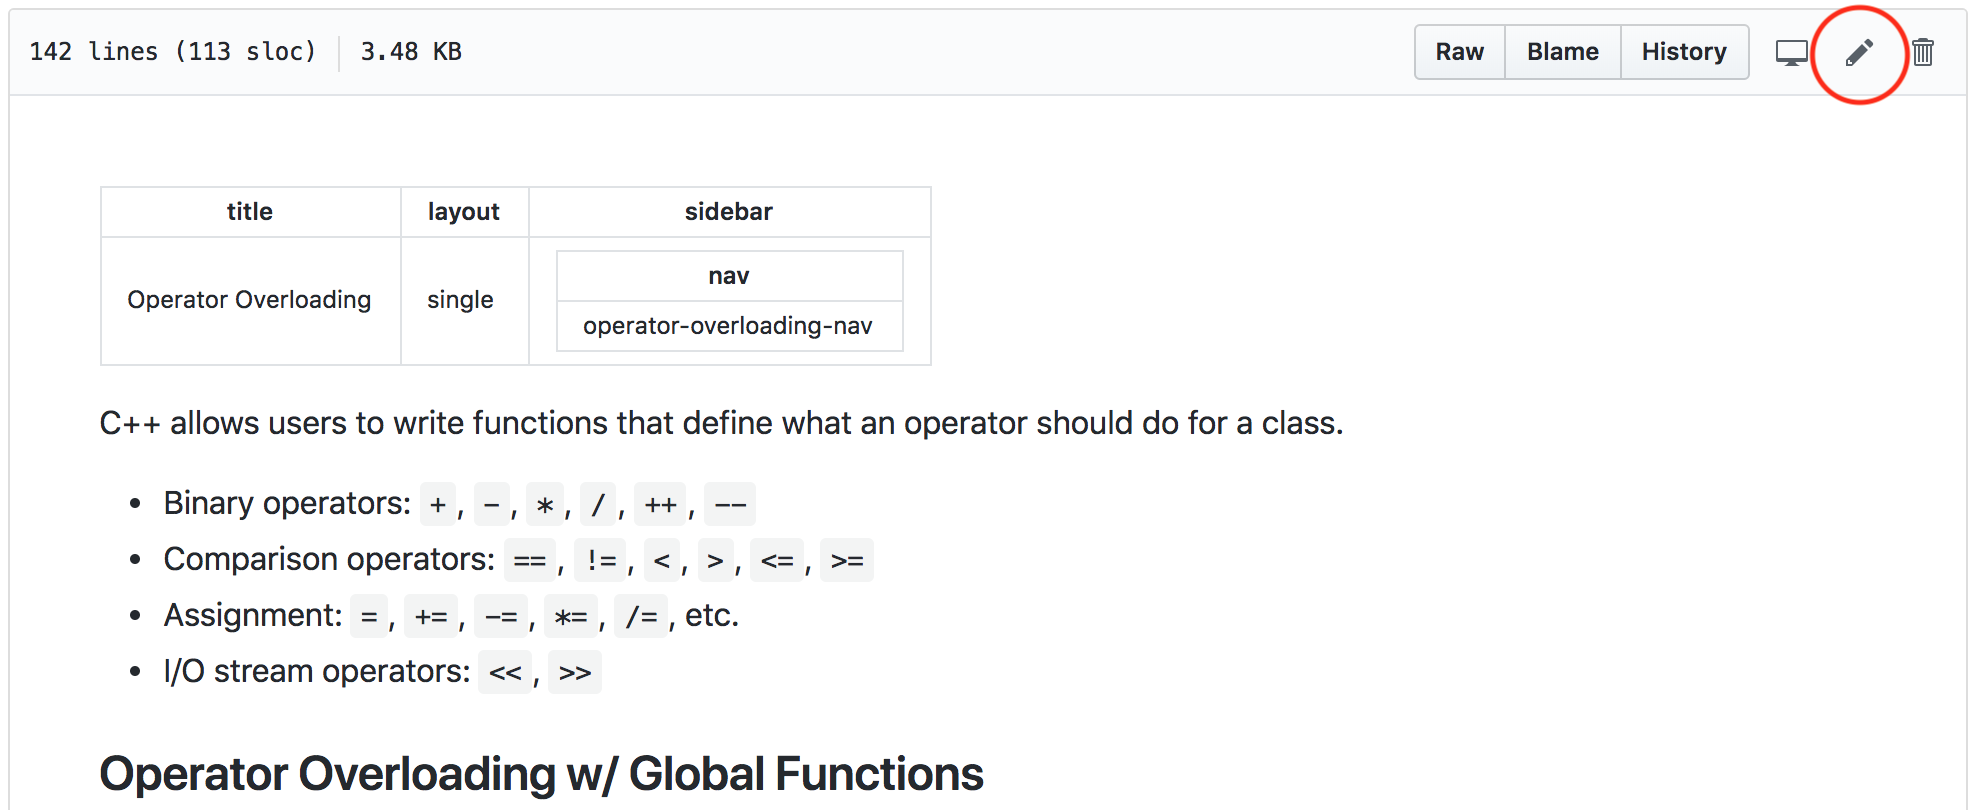 142 lines (113 sloc) 3.48 KB Raw Blame History
title layout sidebar
nav
Operator Overloading single
operator-overloading-nav
C++ allows users to write functions that define what an operator should do for a class.
• Binary operators: +, -, *, /, ++, --
• Comparison operators: ==, !=, <, >, <=, >=
• Assignment: =, +=, -=, *=, /=, etc.
• I/O stream operators: <<, >>
Operator Overloading w/ Global Functions